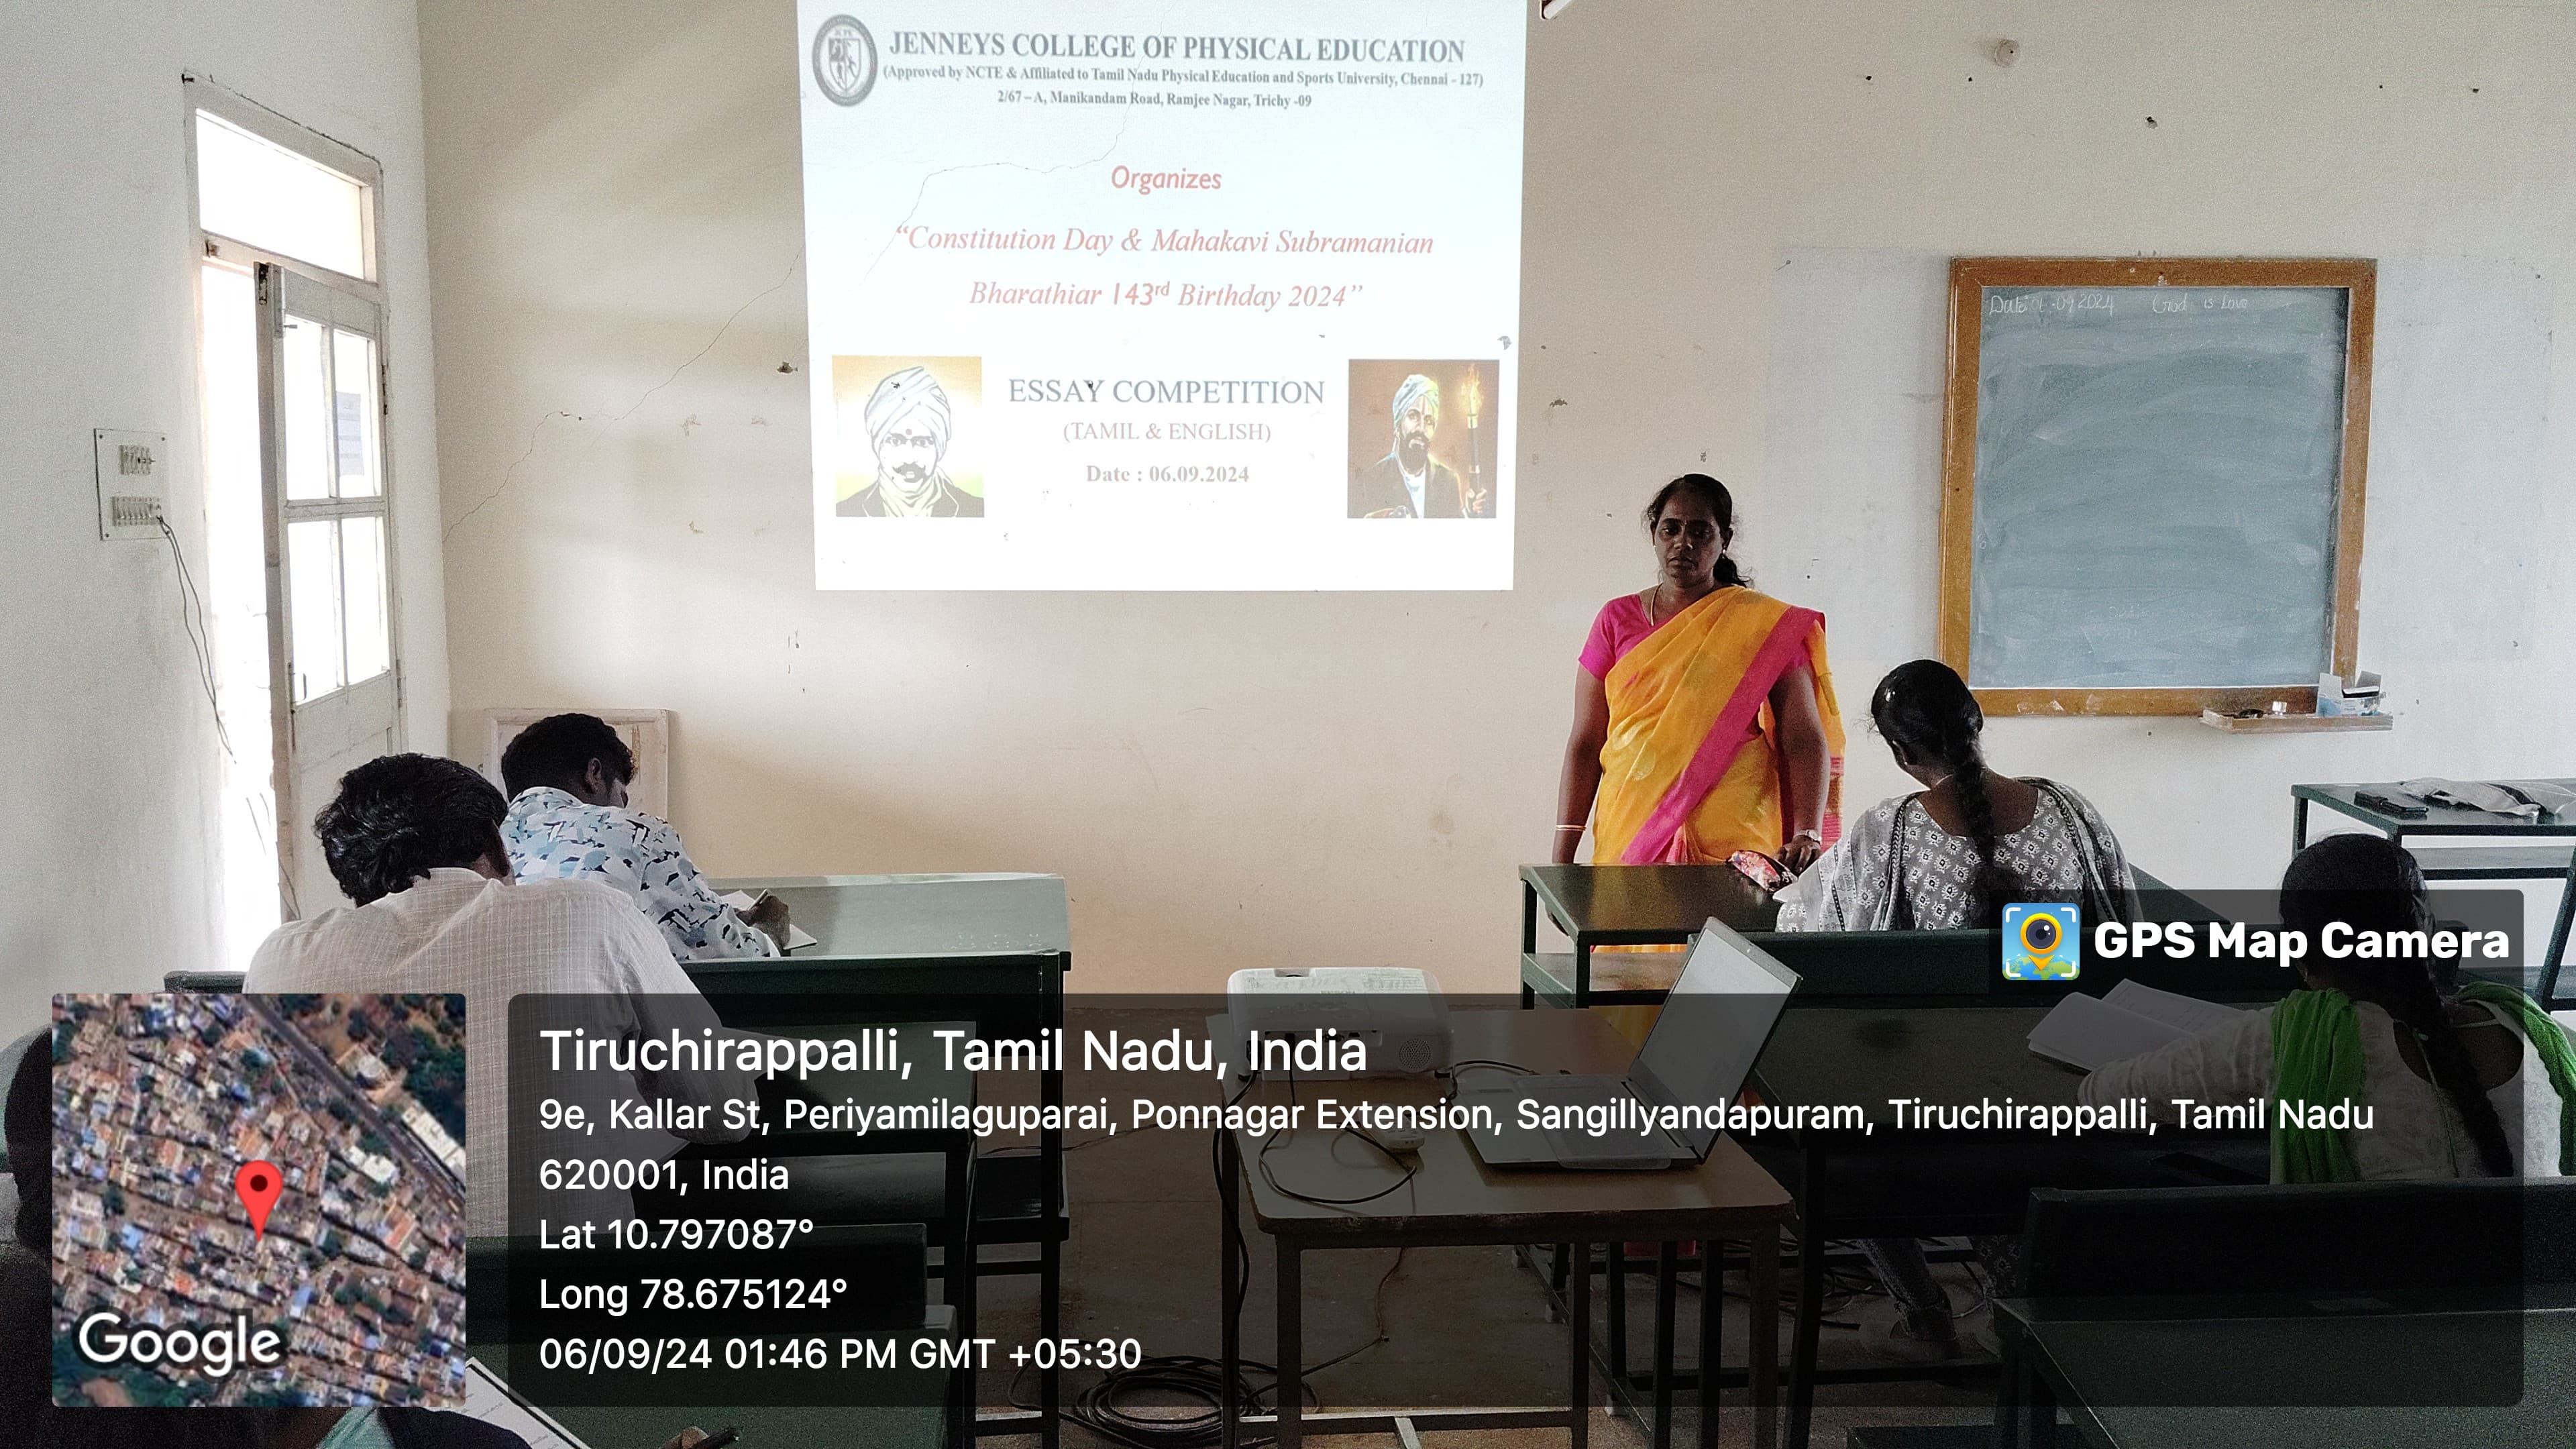 JENNEYS COLLEGE OF PHYSICAL EDUCATION
(Approved by NCTE & Affiliated to Tamil Nadu Physical Education and Sports University, Chennai - 127)
2/67 – A, Manikandam Road, Ramjee Nagar, Trichy -09
Organizes
“Constitution Day & Mahakavi Subramanian
Bharathiar 143rd Birthday 2024”
ESSAY COMPETITION
(TAMIL & ENGLISH)
Date : 06.09.2024
Date: 06-09 2024 God is Love
GPS Map Camera
Tiruchirappalli, Tamil Nadu, India
9e, Kallar St, Periyamilaguparai, Ponnagar Extension, Sangillyandapuram, Tiruchirappalli, Tamil Nadu
620001, India
Lat 10.797087°
Long 78.675124°
06/09/24 01:46 PM GMT +05:30
Google